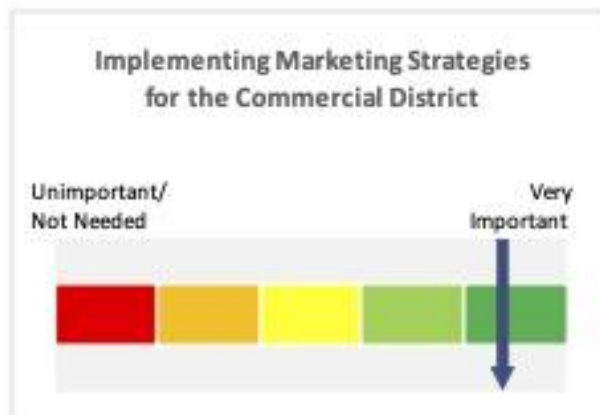 Implementing Marketing Strategies
for the Commercial District
Unimportant/
Not Needed
Very
Important